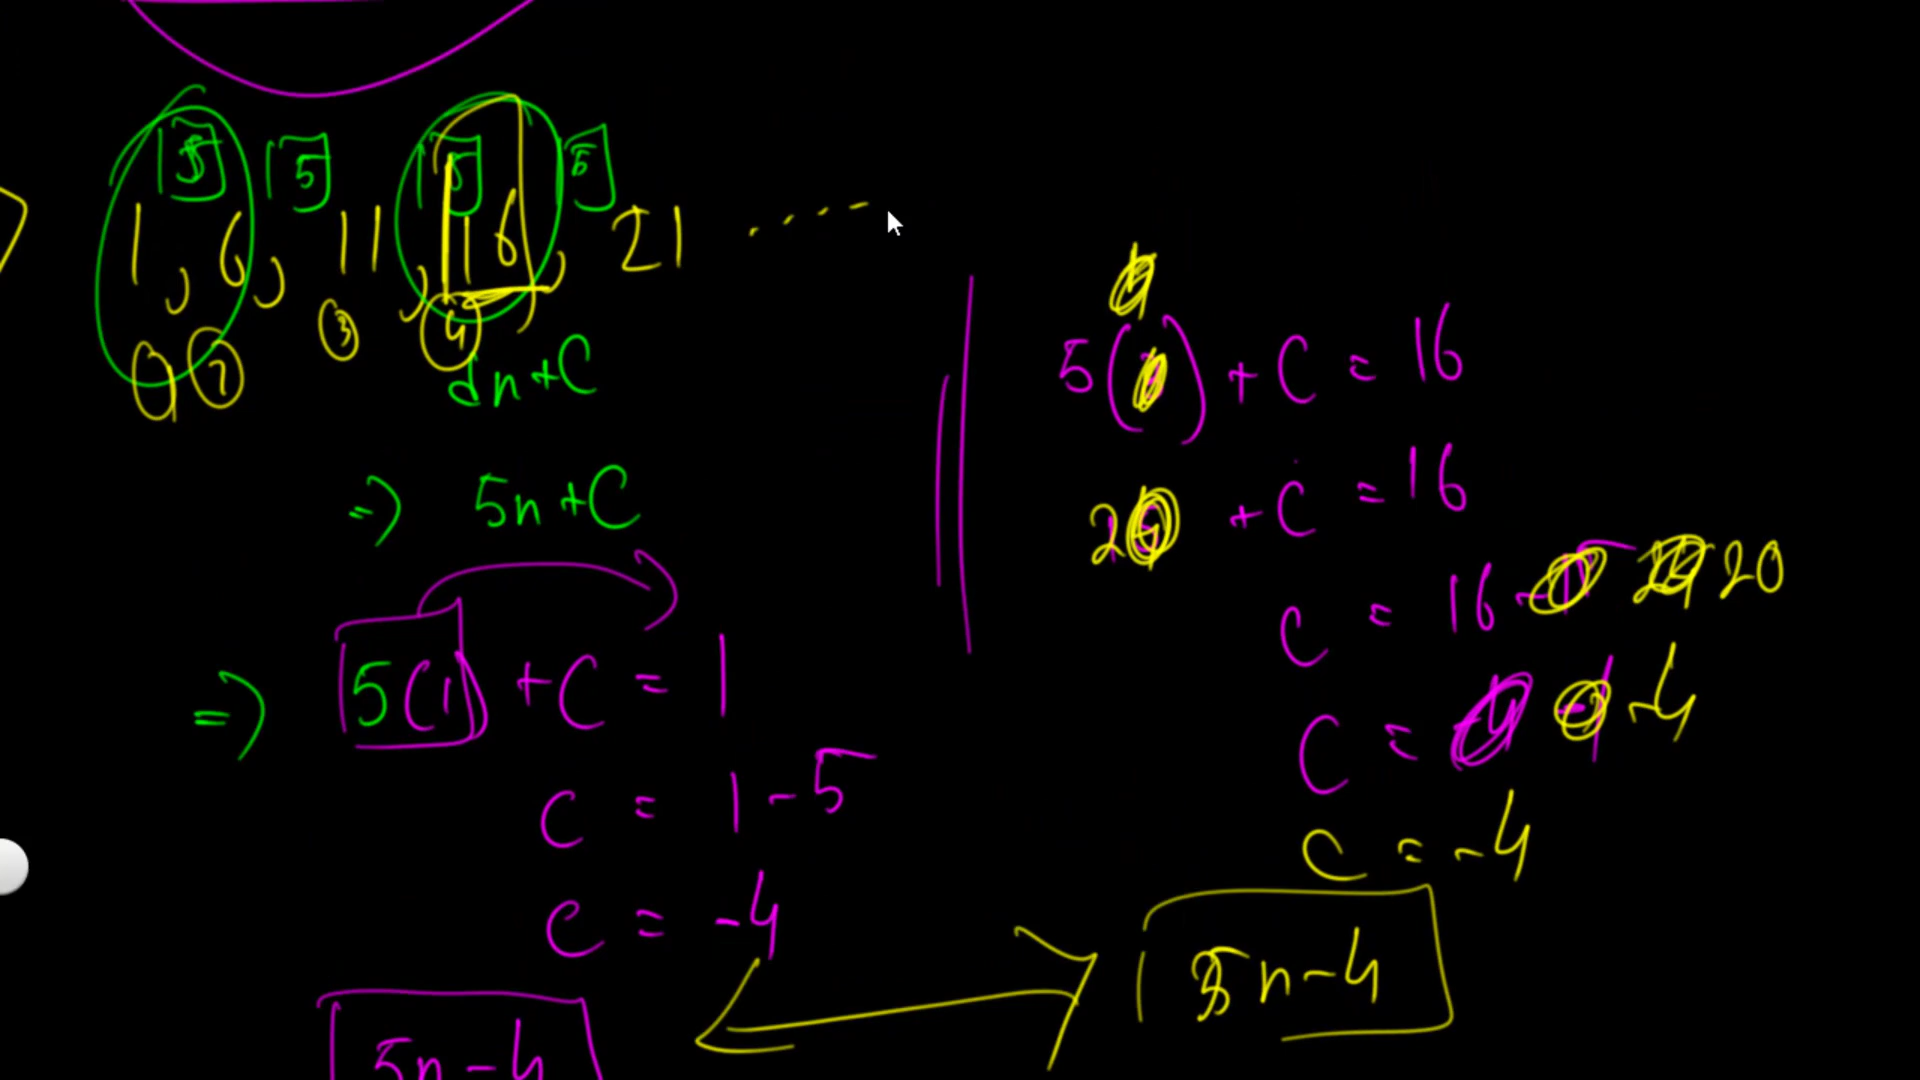 5 5 5 5
1, 6, 11, 16, 21 ....
1 2 3 4
dn+C
=> 5n+C
=> 5(1) +C = 1
C = 1-5
C = -4
5n-4
4
5( ) + C = 16
20 + C = 16
C = 16 - 20
C = -4
C = -4
5n-4